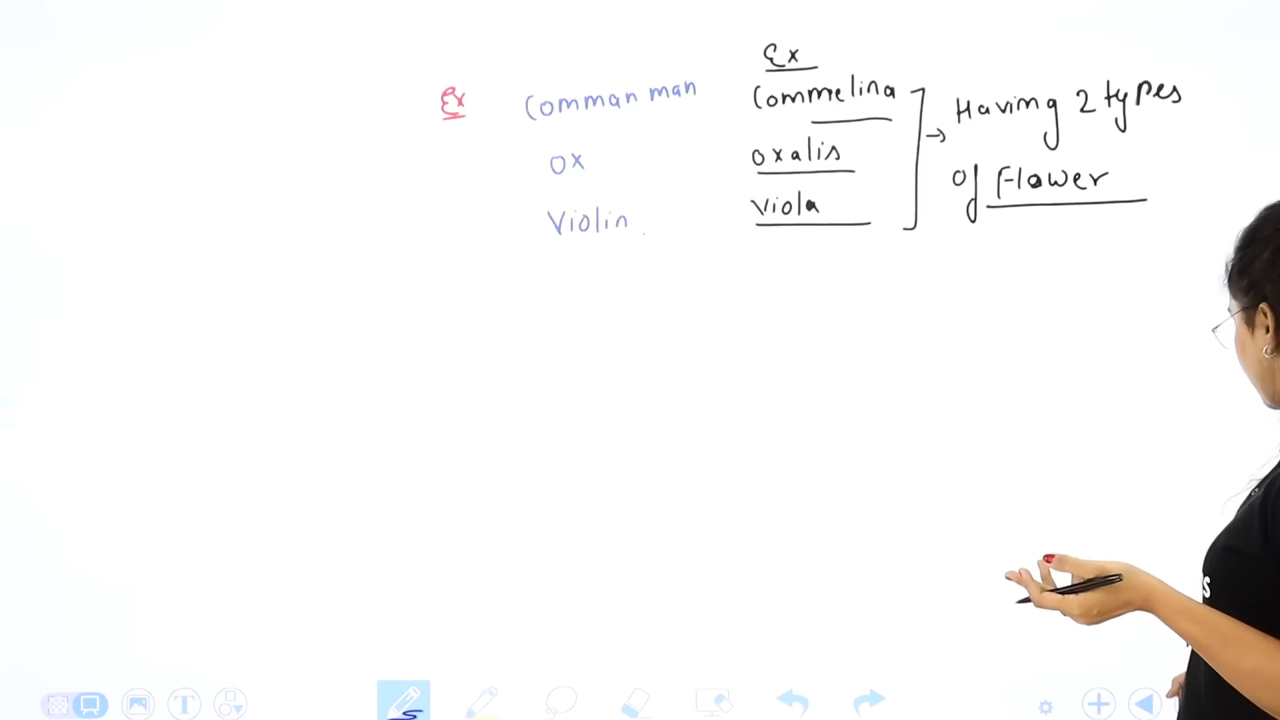 Ex
Ex Comman man Commelina Having 2 types
ox oxalis of Flower
Violin Viola